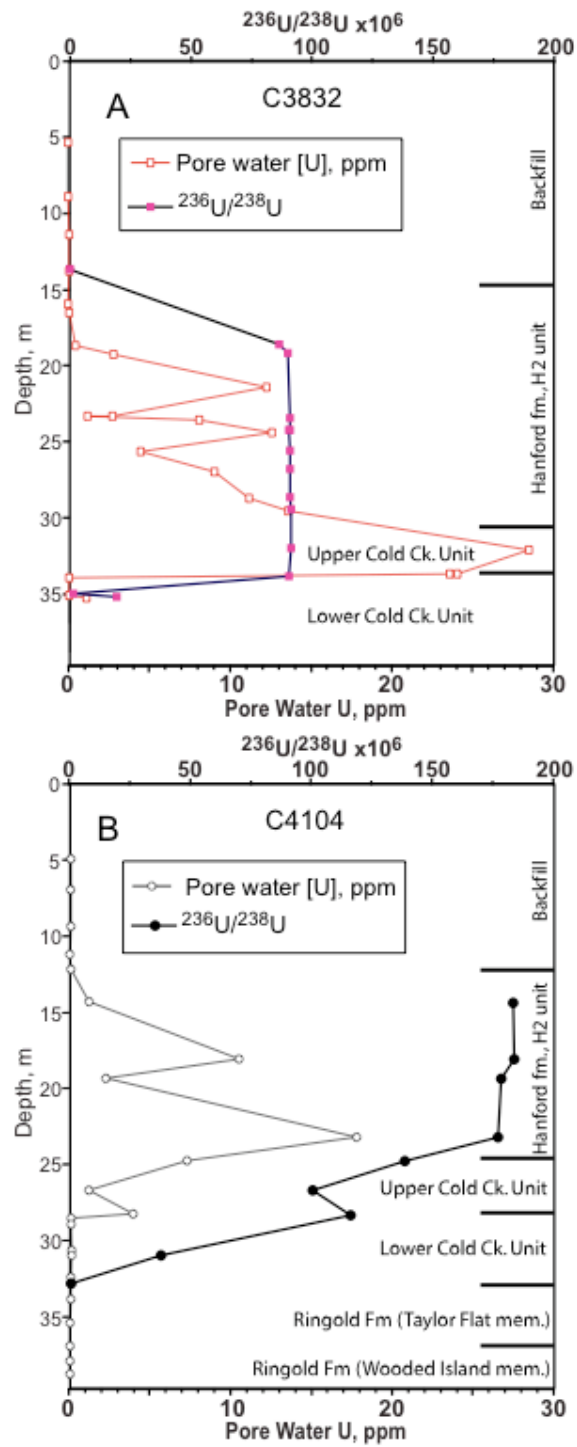 236U/238U x10⁶
0 50 100 150 200
A
C3832
Pore water [U], ppm
236U/238U
0
5
10
15
20
25
30
35
Depth, m
Backfill
Hanford fm., H2 unit
Upper Cold Ck. Unit
Lower Cold Ck. Unit
0 10 20 30
Pore Water U, ppm
236U/238U x10⁶
0 50 100 150 200
B
C4104
Pore water [U], ppm
236U/238U
0
5
10
15
20
25
30
35
Depth, m
Backfill
Hanford fm., H2 unit
Upper Cold Ck. Unit
Lower Cold Ck. Unit
Ringold Fm (Taylor Flat mem.)
Ringold Fm (Wooded Island mem.)
0 10 20 30
Pore Water U, ppm